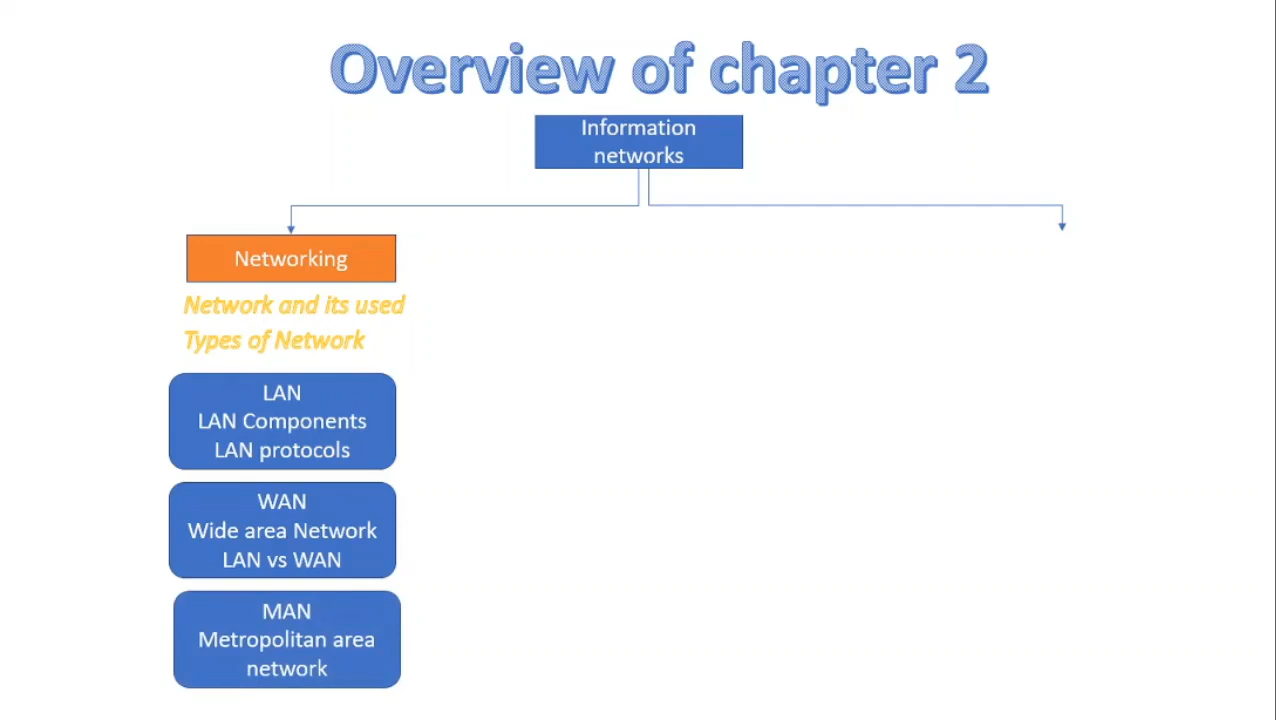 Overview of chapter 2
Information
networks
Networking
Network and its used
Types of Network
LAN
LAN Components
LAN protocols
WAN
Wide area Network
LAN vs WAN
MAN
Metropolitan area
network